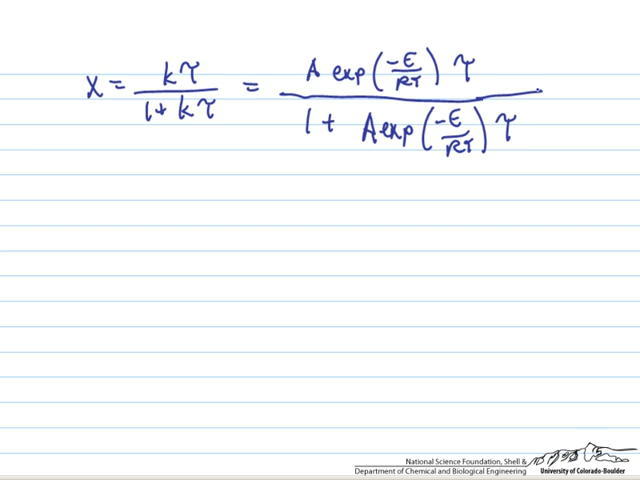 X = kτ / (1 + kτ) = A exp(-E/RT) τ / (1 + A exp(-E/RT) τ)
National Science Foundation, Shell &
Department of Chemical and Biological Engineering
University of Colorado-Boulder